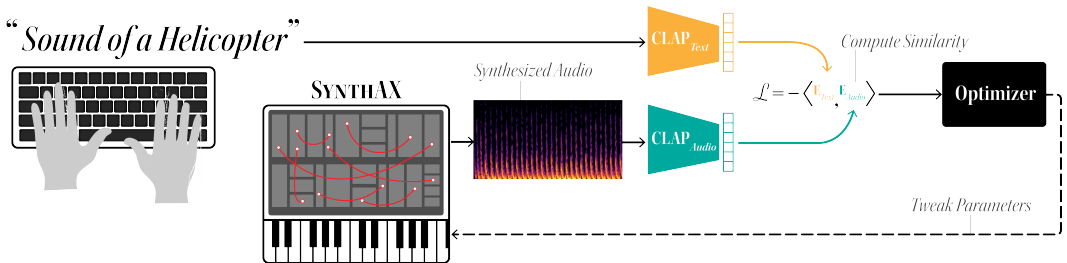 “Sound of a Helicopter”
SYNTHAX
Synthesized Audio
CLAP Text
CLAP Audio
Compute Similarity
ℒ = − ⟨E Text, E Audio⟩
Optimizer
Tweak Parameters